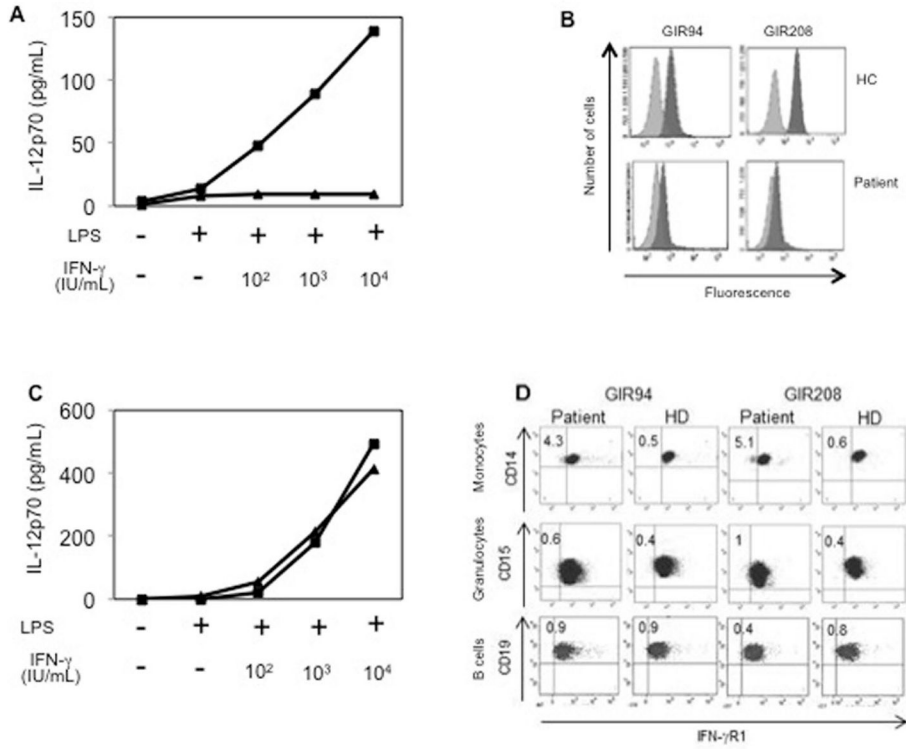 A
150
100
50
0
IL-12p70 (pg/mL)
LPS - + + + +
IFN-γ (IU/mL) - - 10² 10³ 10⁴
B
GIR94 GIR208
HC
Patient
Number of cells
Fluorescence
C
600
400
200
0
IL-12p70 (pg/mL)
LPS - + + + +
IFN-γ (IU/mL) - - 10² 10³ 10⁴
D
GIR94 GIR208
Patient HD Patient HD
Monocytes
CD14
4.3 0.5 5.1 0.6
Granulocytes
CD15
0.6 0.4 1 0.4
B cells
CD19
0.9 0.9 0.4 0.8
IFN-γR1